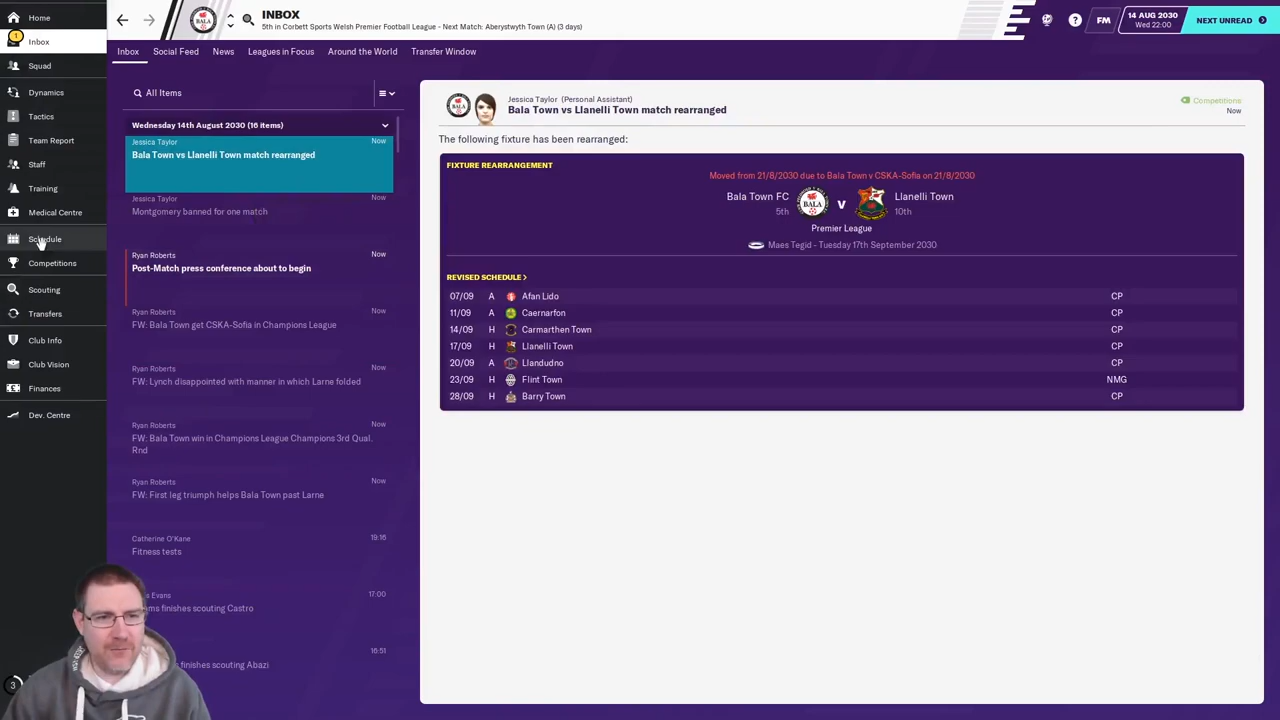 Home
INBOX
5th in Corbett Sports Welsh Premier Football League - Next Match: Aberystwyth Town (A) (3 days)
FM
14 AUG 2030
Wed 22:00
NEXT UNREAD
1
Inbox
Squad
Dynamics
Tactics
Team Report
Staff
Training
Medical Centre
Schedule
Competitions
Scouting
Transfers
Club Info
Club Vision
Finances
Dev. Centre
3
Inbox
Social Feed
News
Leagues in Focus
Around the World
Transfer Window
All Items
Wednesday 14th August 2030 (16 items)
Jessica Taylor
Now
Bala Town vs Llanelli Town match rearranged
Jessica Taylor
Now
Montgomery banned for one match
Ryan Roberts
Now
Post-Match press conference about to begin
Ryan Roberts
Now
FW: Bala Town get CSKA-Sofia in Champions League
Ryan Roberts
Now
FW: Lynch disappointed with manner in which Larne folded
Ryan Roberts
Now
FW: Bala Town win in Champions League Champions 3rd Qual.
Rnd
Ryan Roberts
Now
FW: First leg triumph helps Bala Town past Larne
Catherine O'Kane
19:16
Fitness tests
Evans
17:00
finishes scouting Castro
16:51
finishes scouting Abazi
Jessica Taylor (Personal Assistant)
Bala Town vs Llanelli Town match rearranged
Competitions
Now
The following fixture has been rearranged:
FIXTURE REARRANGEMENT
Moved from 21/8/2030 due to Bala Town v CSKA-Sofia on 21/8/2030
Bala Town FC
5th
BALA
v
Llanelli Town
10th
Premier League
Maes Tegid - Tuesday 17th September 2030
REVISED SCHEDULE >
07/09 A Afan Lido CP
11/09 A Caernarfon CP
14/09 H Carmarthen Town CP
17/09 H Llanelli Town CP
20/09 A Llandudno CP
23/09 H Flint Town NMG
28/09 H Barry Town CP